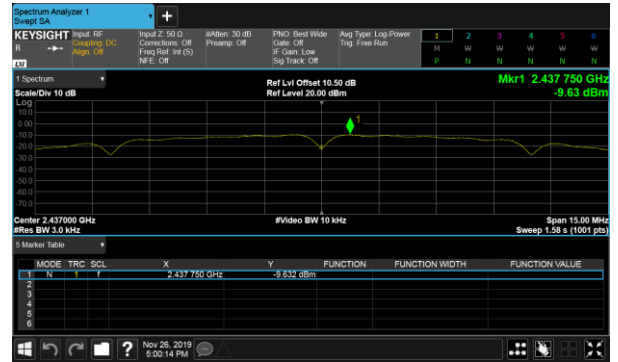 Spectrum Analyzer 1
Swept SA
KEYSIGHT
R
LW
Input: RF
Coupling: DC
Align: Off
Input Z: 50 Ω
Corrections: Off
Freq Ref: Int (S)
NFE: Off
#Atten: 30 dB
Preamp: Off
PNO: Best Wide
Gate: Off
IF Gain: Low
Sig Track: Off
Avg Type: Log-Power
Trig: Free Run
1 2 3 4 5 6
M W W W W W
P N N N N N
1 Spectrum
Scale/Div 10 dB
Ref Lvl Offset 10.50 dB
Ref Level 20.00 dBm
Mkr1 2.437 750 GHz
-9.63 dBm
Log
10.0
0.00
-10.0
-20.0
-30.0
-40.0
-50.0
-60.0
-70.0
1
Center 2.437000 GHz
#Res BW 3.0 kHz
#Video BW 10 kHz
Span 15.00 MHz
Sweep 1.58 s (1001 pts)
5 Marker Table
MODE TRC SCL X Y FUNCTION FUNCTION WIDTH FUNCTION VALUE
1 N 1 f 2.437 750 GHz -9.632 dBm
2
3
4
5
6
?
Nov 26, 2019
5:00:14 PM